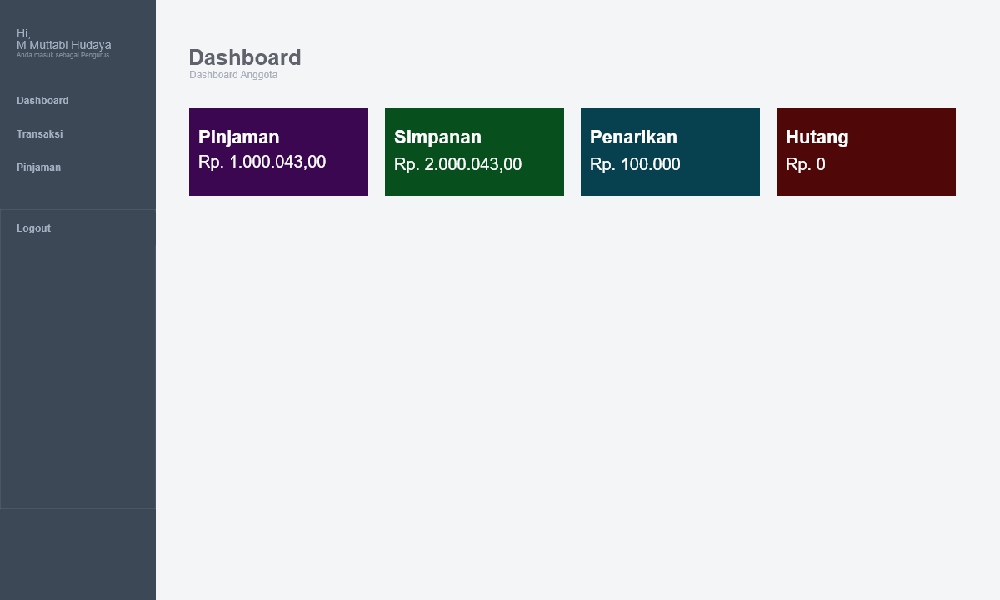 Hi,
M Muttabi Hudaya
Anda masuk sebagai Pengurus
Dashboard
Transaksi
Pinjaman
Logout
Dashboard
Dashboard Anggota
Pinjaman
Rp. 1.000.043,00
Simpanan
Rp. 2.000.043,00
Penarikan
Rp. 100.000
Hutang
Rp. 0